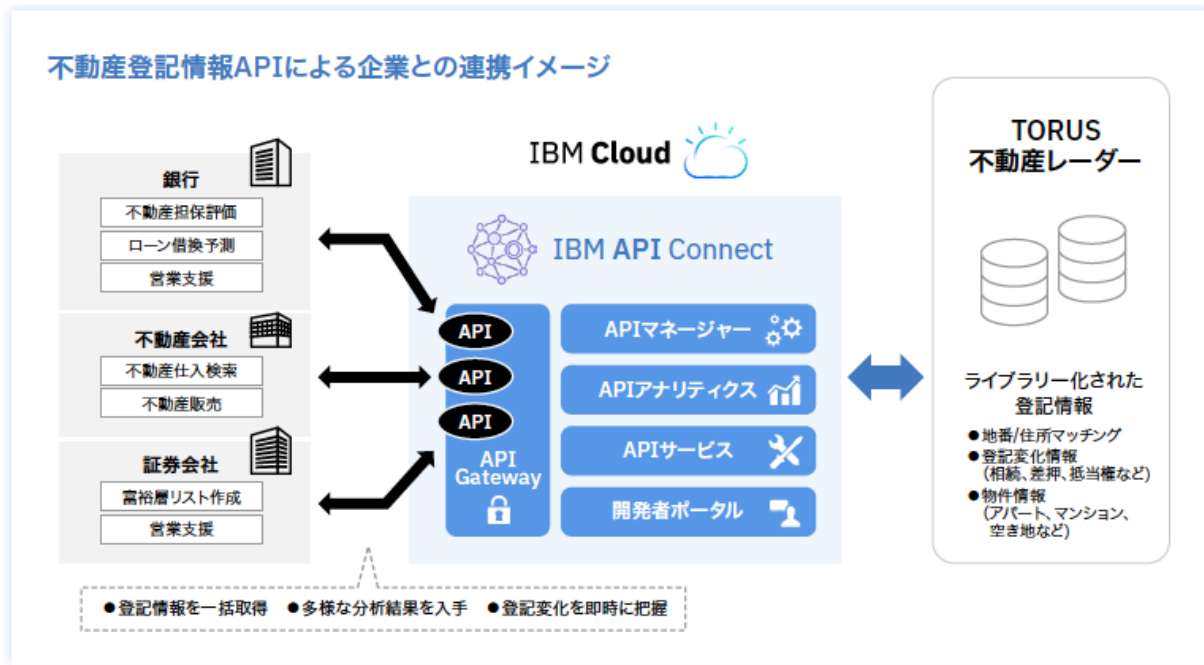 不動産登記情報APIによる企業との連携イメージ
銀行
不動産担保評価
ローン借換予測
営業支援
不動産会社
不動産仕入検索
不動産販売
証券会社
富裕層リスト作成
営業支援
IBM Cloud
IBM API Connect
API
API
API
API
Gateway
APIマネージャー
APIアナリティクス
APIサービス
開発者ポータル
TORUS
不動産レーダー
ライブラリー化された
登記情報
●地番/住所マッチング
●登記変化情報
(相続、差押、抵当権など)
●物件情報
(アパート、マンション、
空き地など)
●登記情報を一括取得 ●多様な分析結果を入手 ●登記変化を即時に把握